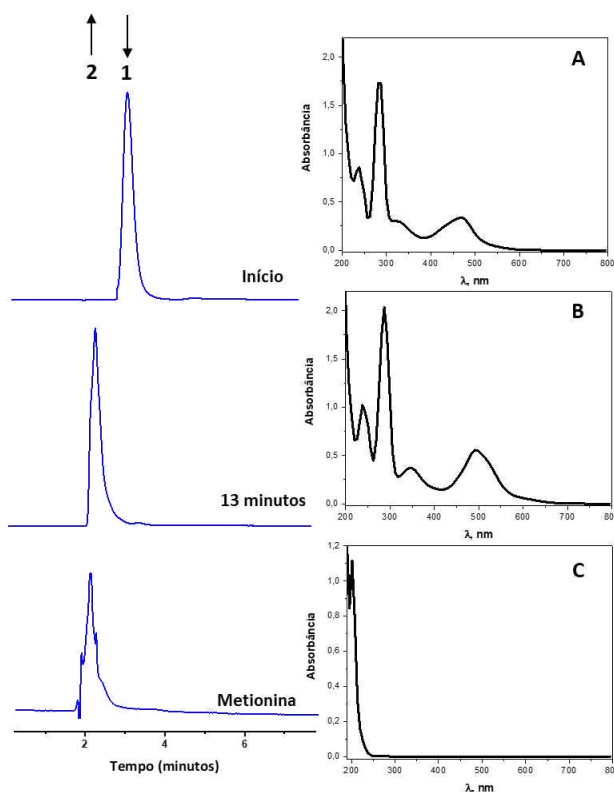 2 1
Início
13 minutos
Metionina
2 4 6
Tempo (minutos)
A
Absorbância
2,0
1,5
1,0
0,5
0,0
200 300 400 500 600 700 800
λ, nm
B
Absorbância
2,0
1,5
1,0
0,5
0,0
200 300 400 500 600 700 800
λ, nm
C
Absorbância
1,2
1,0
0,8
0,6
0,4
0,2
0,0
200 300 400 500 600 700 800
λ, nm